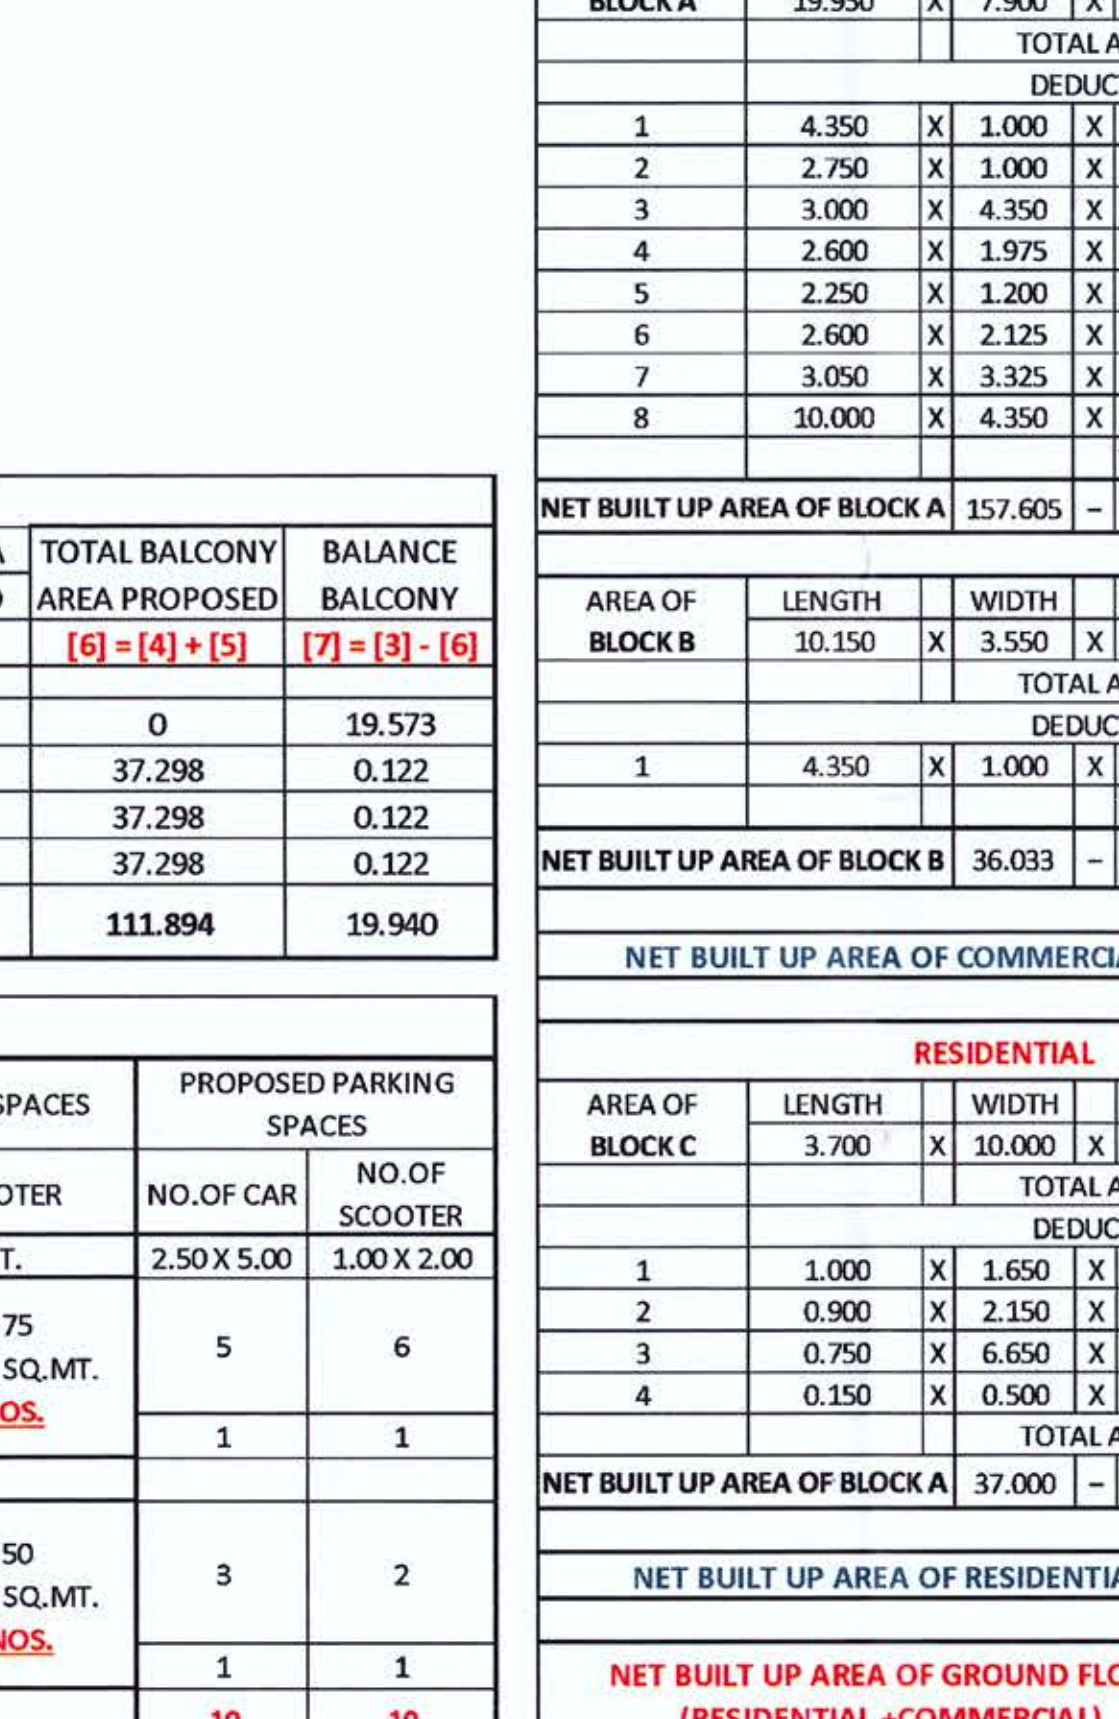 BLOCK A 19.950 X 7.900 X
TOTAL A
DEDUC
1 4.350 X 1.000 X
2 2.750 X 1.000 X
3 3.000 X 4.350 X
4 2.600 X 1.975 X
5 2.250 X 1.200 X
6 2.600 X 2.125 X
7 3.050 X 3.325 X
8 10.000 X 4.350 X
NET BUILT UP AREA OF BLOCK A 157.605 –
AREA OF LENGTH WIDTH
BLOCK B 10.150 X 3.550 X
TOTAL A
DEDUC
1 4.350 X 1.000 X
NET BUILT UP AREA OF BLOCK B 36.033 –
NET BUILT UP AREA OF COMMERCIA
RESIDENTIAL
AREA OF LENGTH WIDTH
BLOCK C 3.700 X 10.000 X
TOTAL A
DEDUC
1 1.000 X 1.650 X
2 0.900 X 2.150 X
3 0.750 X 6.650 X
4 0.150 X 0.500 X
TOTAL A
NET BUILT UP AREA OF BLOCK A 37.000 –
NET BUILT UP AREA OF RESIDENTIA
NET BUILT UP AREA OF GROUND FLO
(RESIDENTIAL +COMMERCIAL)
A TOTAL BALCONY BALANCE
AREA PROPOSED BALCONY
[6] = [4] + [5] [7] = [3] - [6]
0 19.573
37.298 0.122
37.298 0.122
37.298 0.122
111.894 19.940
SPACES PROPOSED PARKING
SPACES
OTER NO.OF CAR NO.OF
SCOOTER
T. 2.50 X 5.00 1.00 X 2.00
75
SQ.MT. 5 6
OS.
1 1
50
SQ.MT. 3 2
NOS.
1 1
10 10